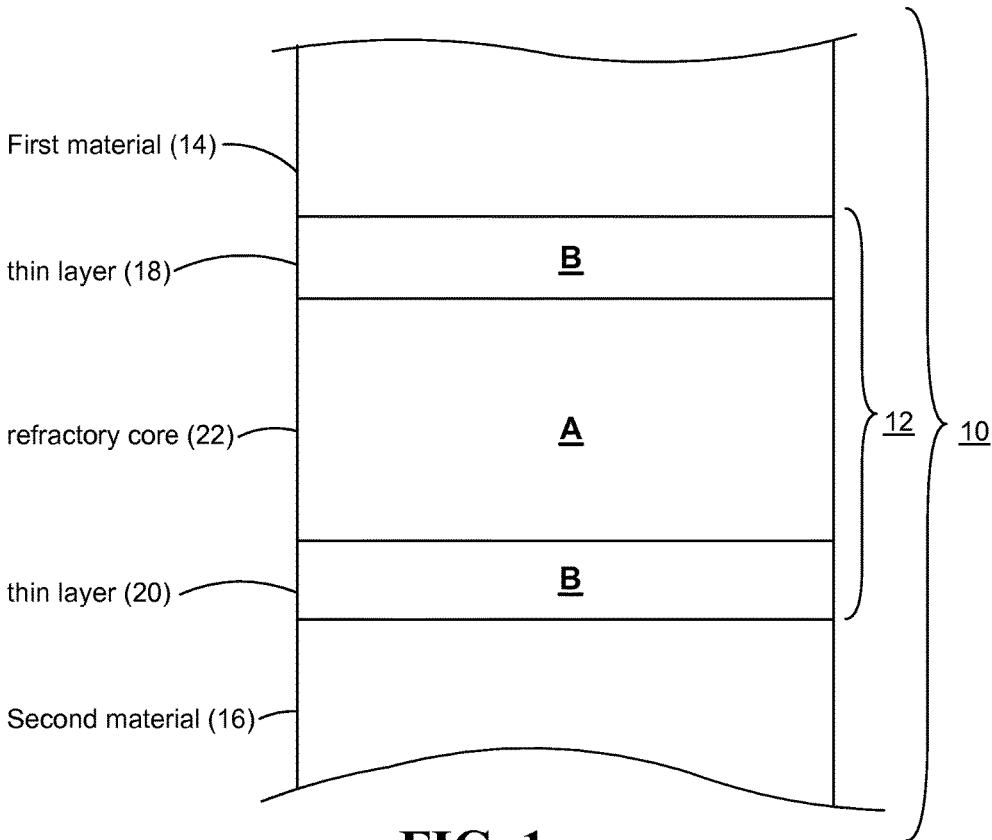 First material (14)
thin layer (18)
B
refractory core (22)
A
12
10
thin layer (20)
B
Second material (16)
FIG. 1